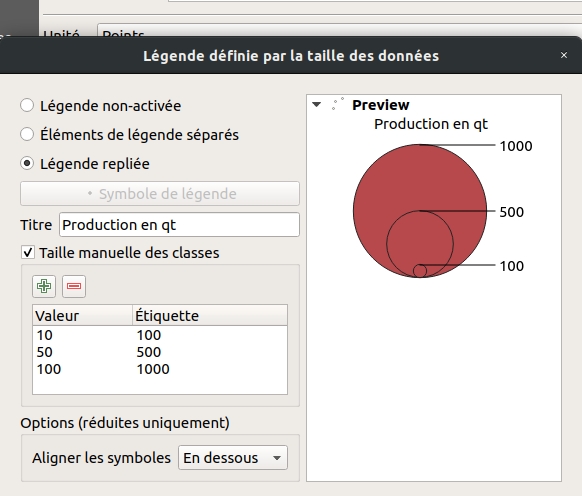 Unité Points
Légende définie par la taille des données ×
Légende non-activée
Éléments de légende séparés
Légende repliée
Symbole de légende
Titre Production en qt
Taille manuelle des classes
Valeur Étiquette
10 100
50 500
100 1000
Options (réduites uniquement)
Aligner les symboles En dessous
Preview
Production en qt
1000
500
100